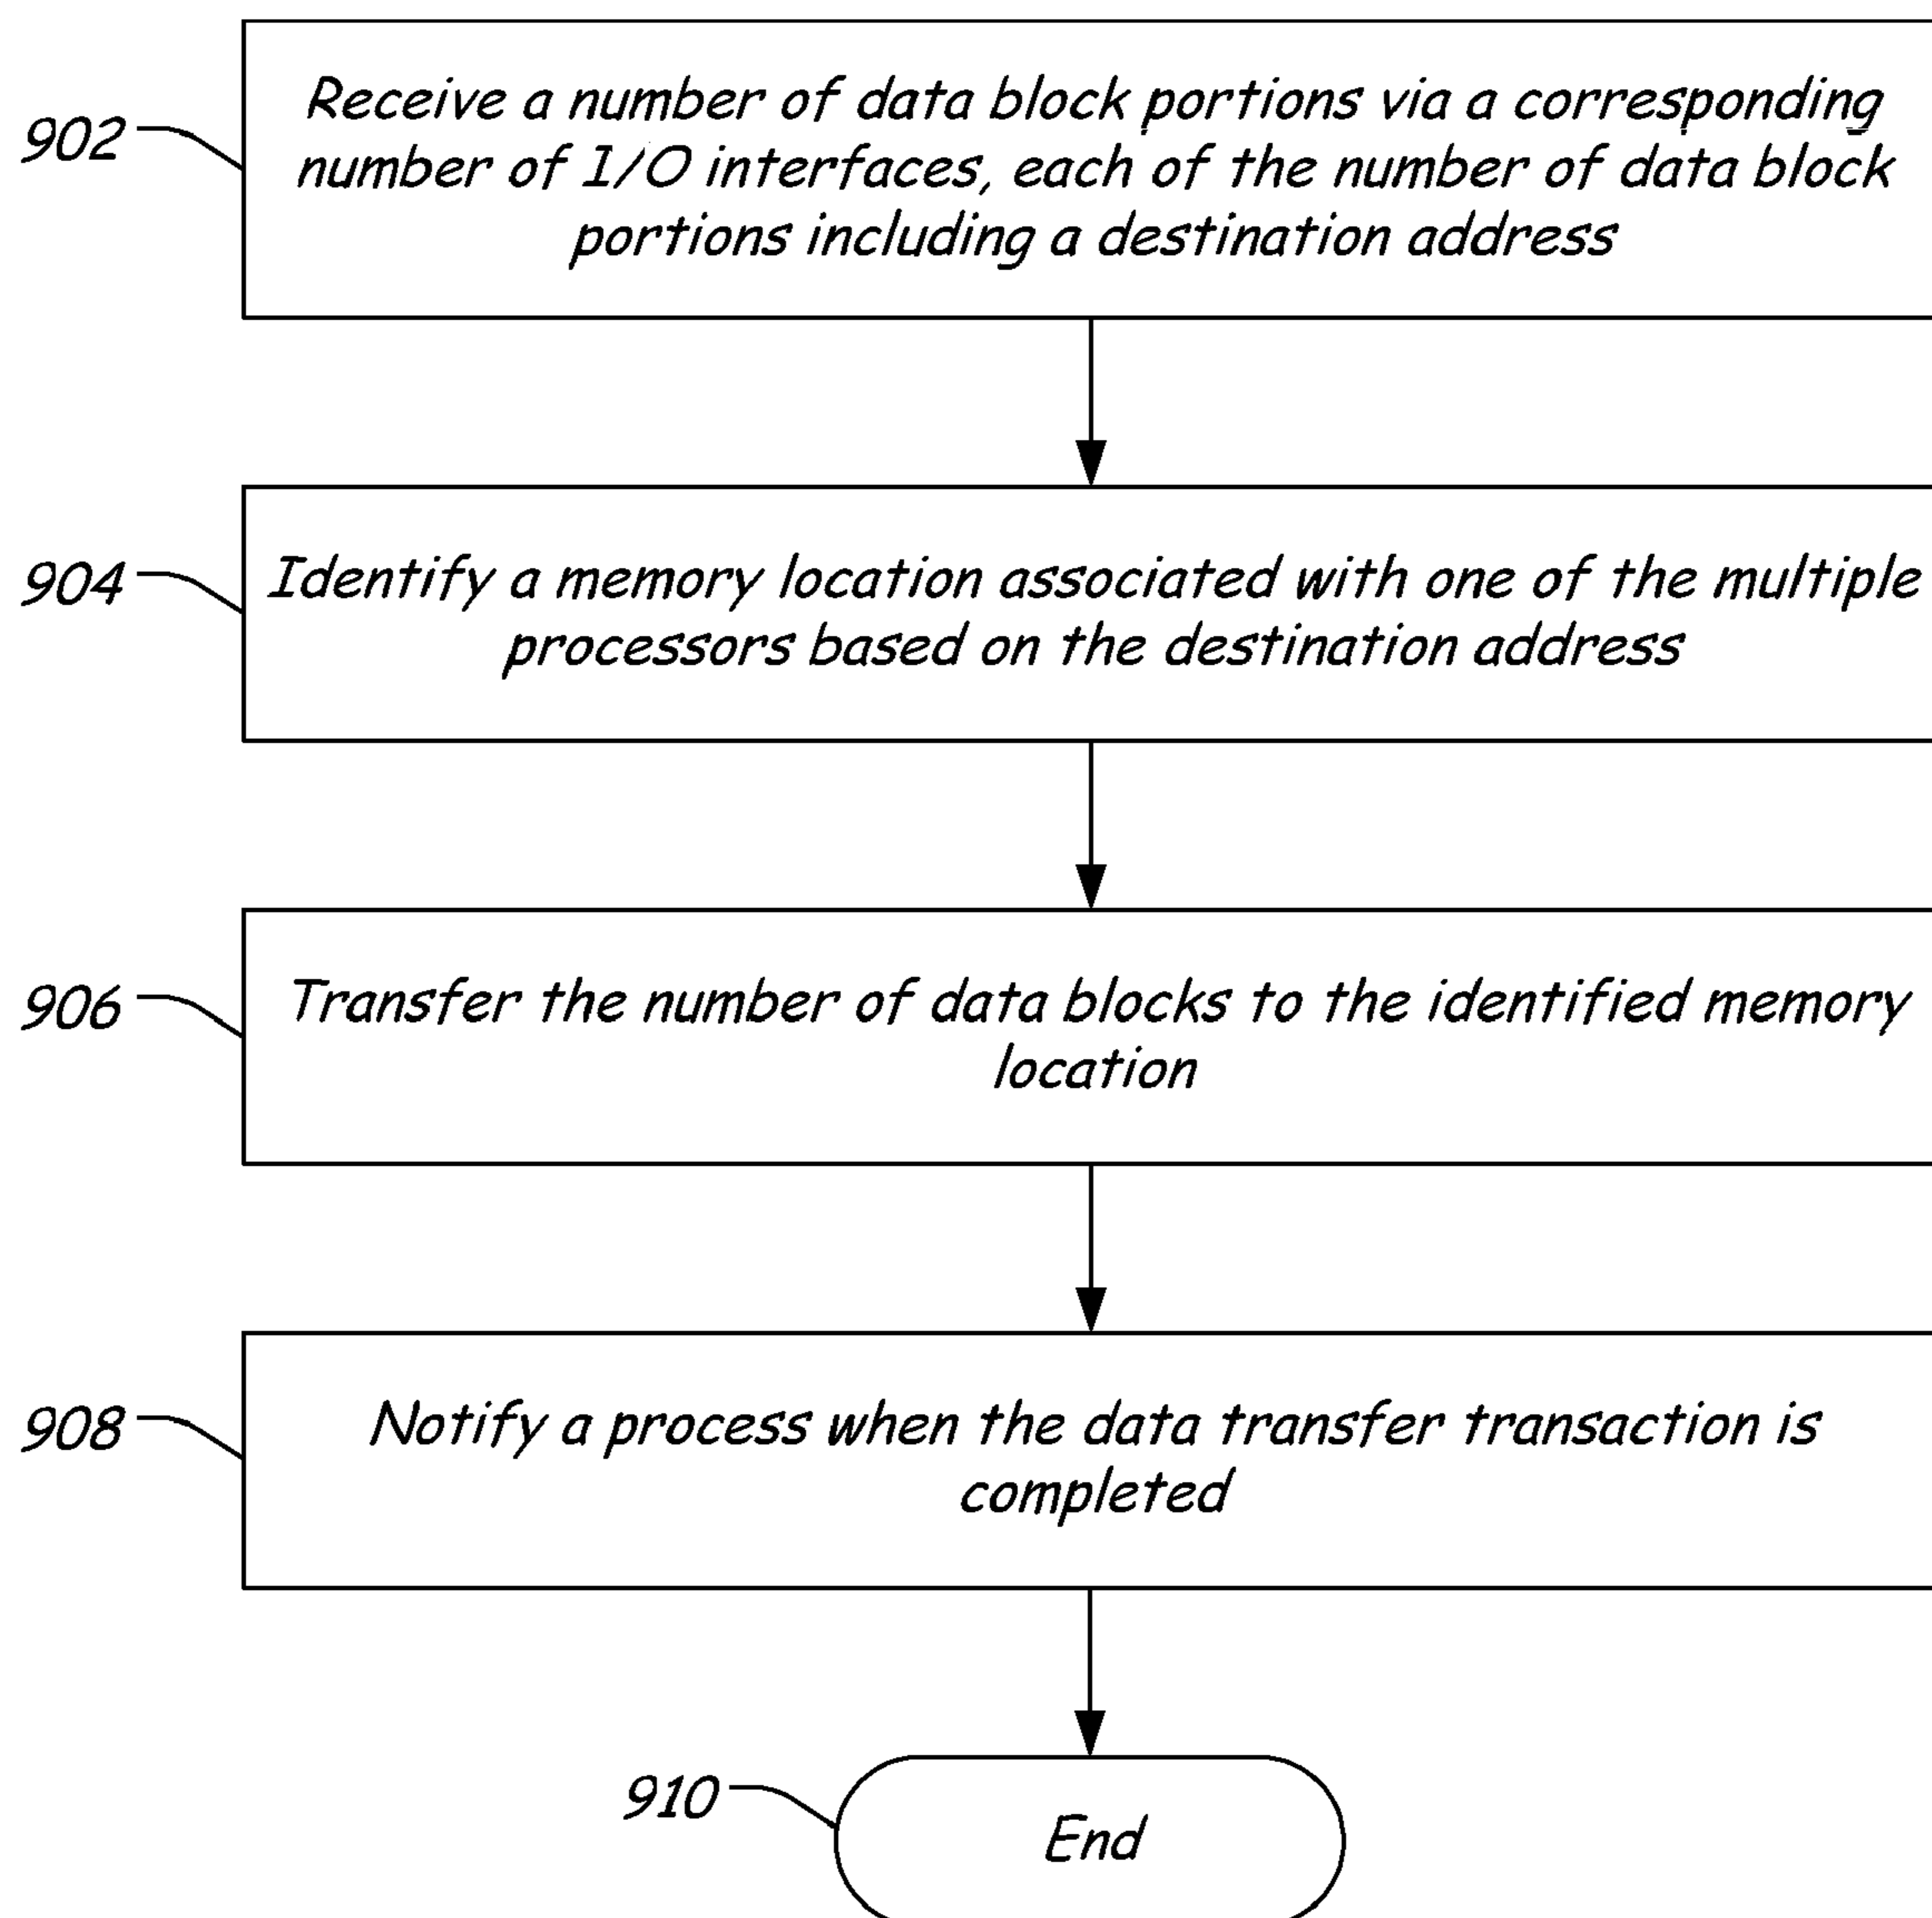 902
Receive a number of data block portions via a corresponding
number of I/O interfaces, each of the number of data block
portions including a destination address
904
Identify a memory location associated with one of the multiple
processors based on the destination address
906
Transfer the number of data blocks to the identified memory
location
908
Notify a process when the data transfer transaction is
completed
910
End